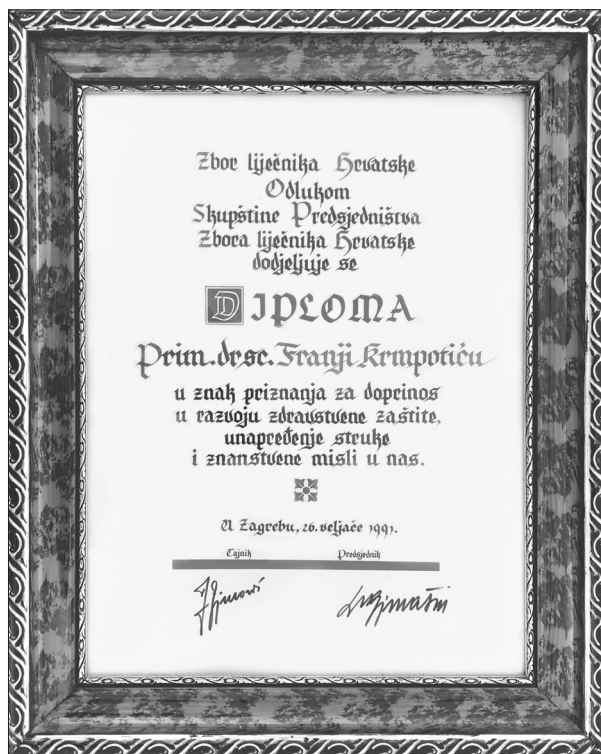 Zbor liječnika Hrvatske
Odlukom
Skupštine Predsjedništva
Zbora liječnika Hrvatske
dodjeljuje se
DIPLOMA
Prim. dr sc. Franji Krmpotiću
u znak priznanja za doprinos
u razvoju zdravstvene zaštite,
unapređenje struke
i znanstvene misli u nas.
U Zagrebu, 26. veljače 1991.
Tajnik Predsjednik